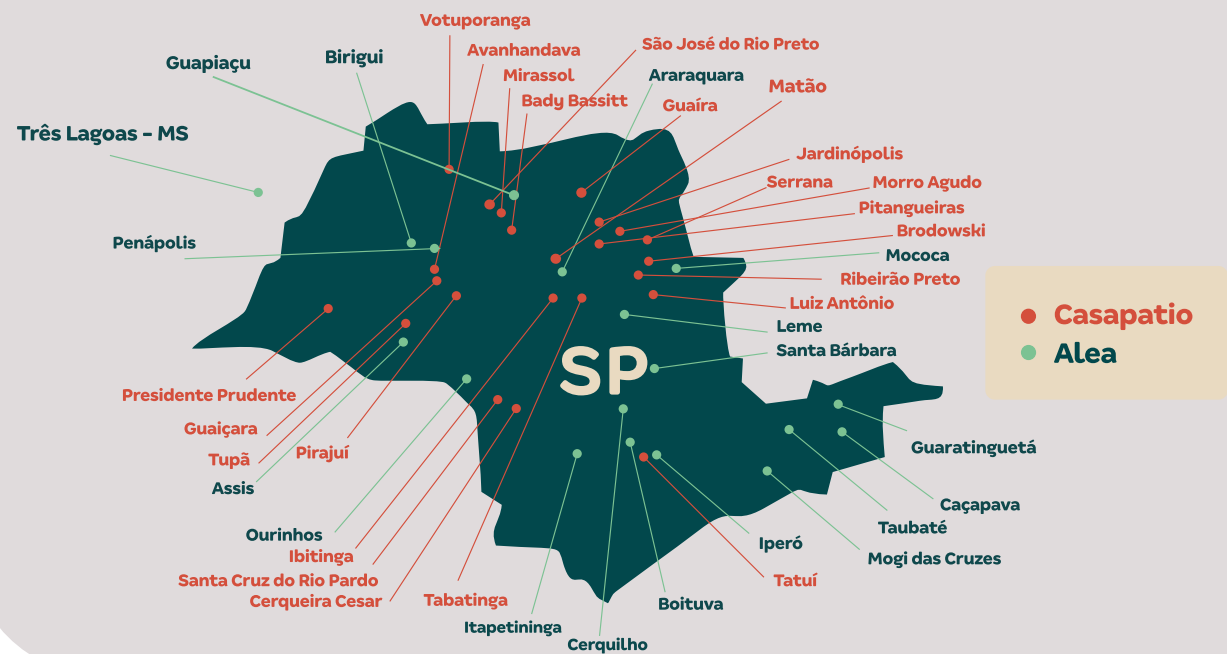 Votuporanga
São José do Rio Preto
Avanhandava
Birigui
Guapiaçu
Mirassol
Araraquara
Matão
Bady Bassitt
Guaíra
Três Lagoas - MS
Jardinópolis
Serrana
Morro Agudo
Pitangueiras
Brodowski
Penápolis
Mococa
Ribeirão Preto
Luiz Antônio
Casapatio
Leme
Santa Bárbara
Alea
SP
Presidente Prudente
Guaiçara
Guaratinguetá
Pirajuí
Tupã
Assis
Caçapava
Taubaté
Ourinhos
Iperó
Ibitinga
Mogi das Cruzes
Santa Cruz do Rio Pardo
Tatuí
Cerqueira Cesar
Tabatinga
Boituva
Itapetininga
Cerquilho